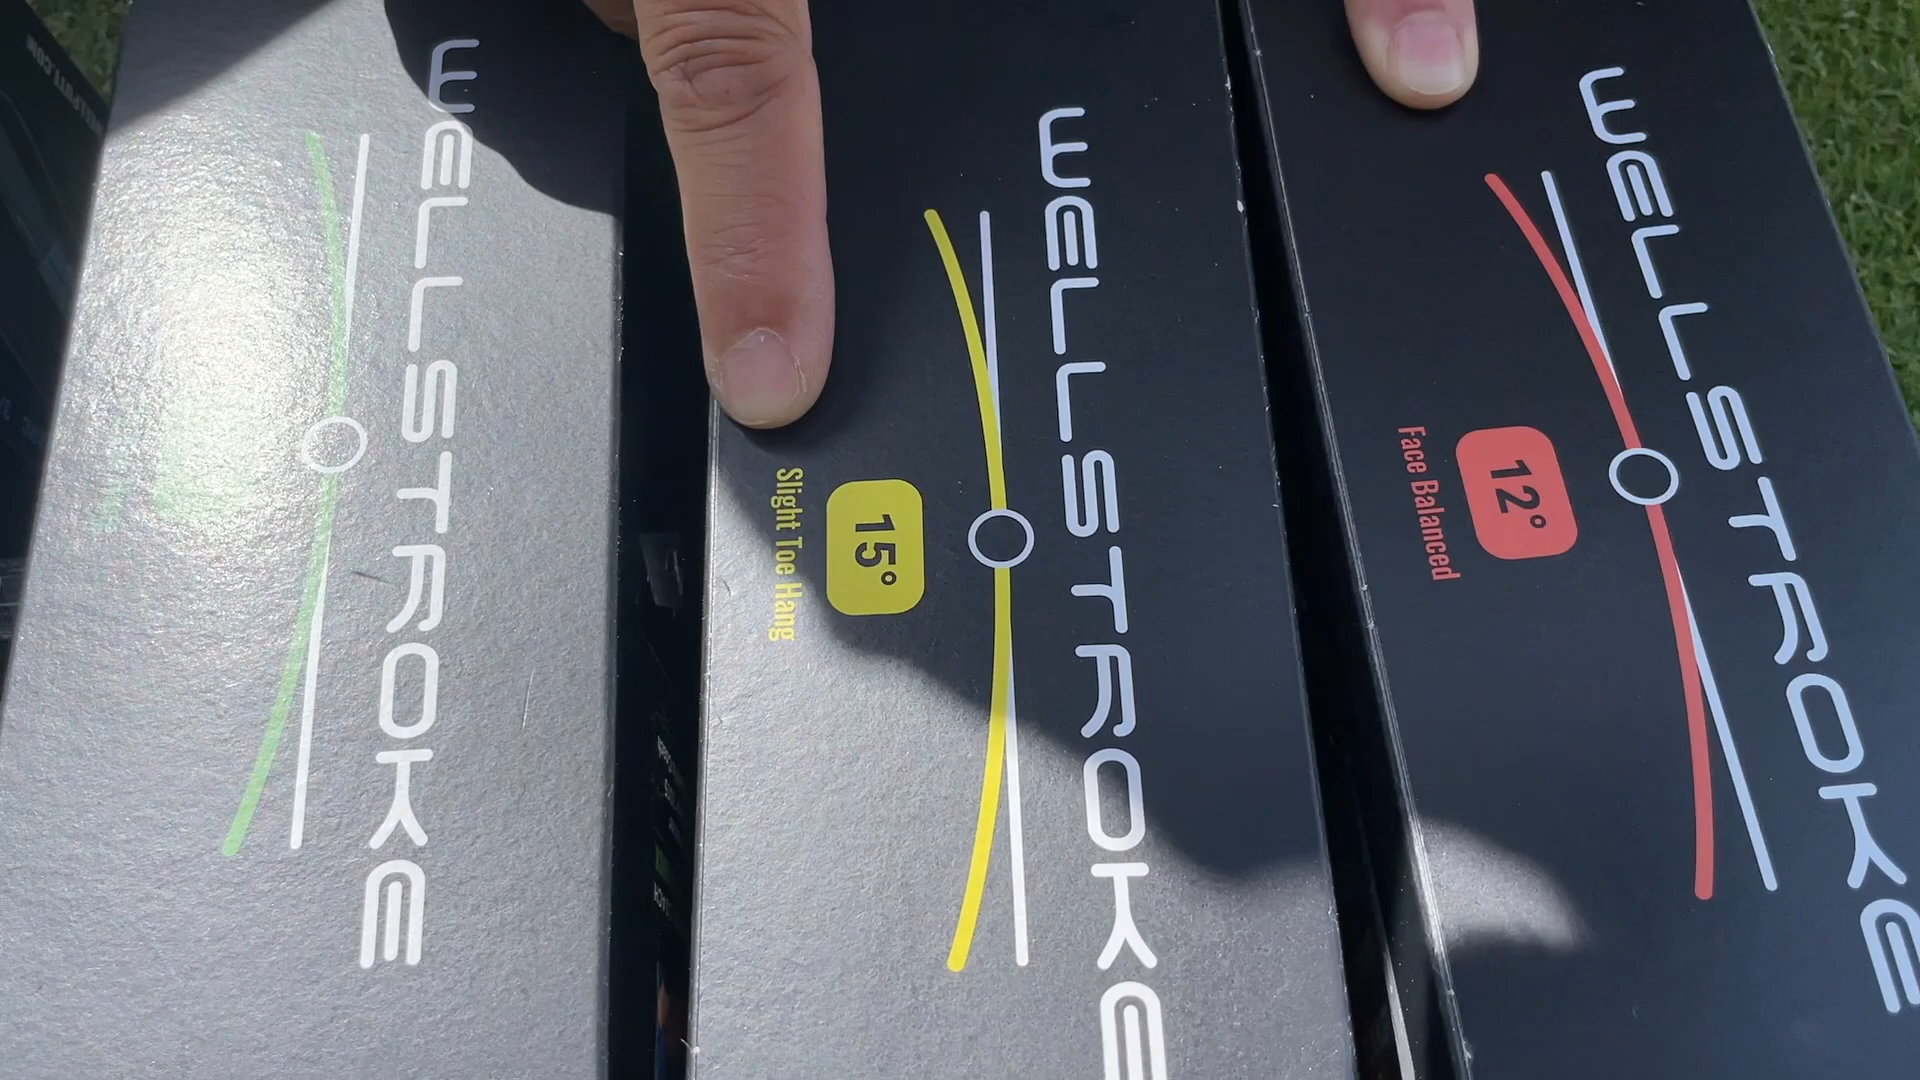 WELLSTROKE
WELLSTROKE
15°
Slight Toe Hang
WELLSTROKE
12°
Face Balanced